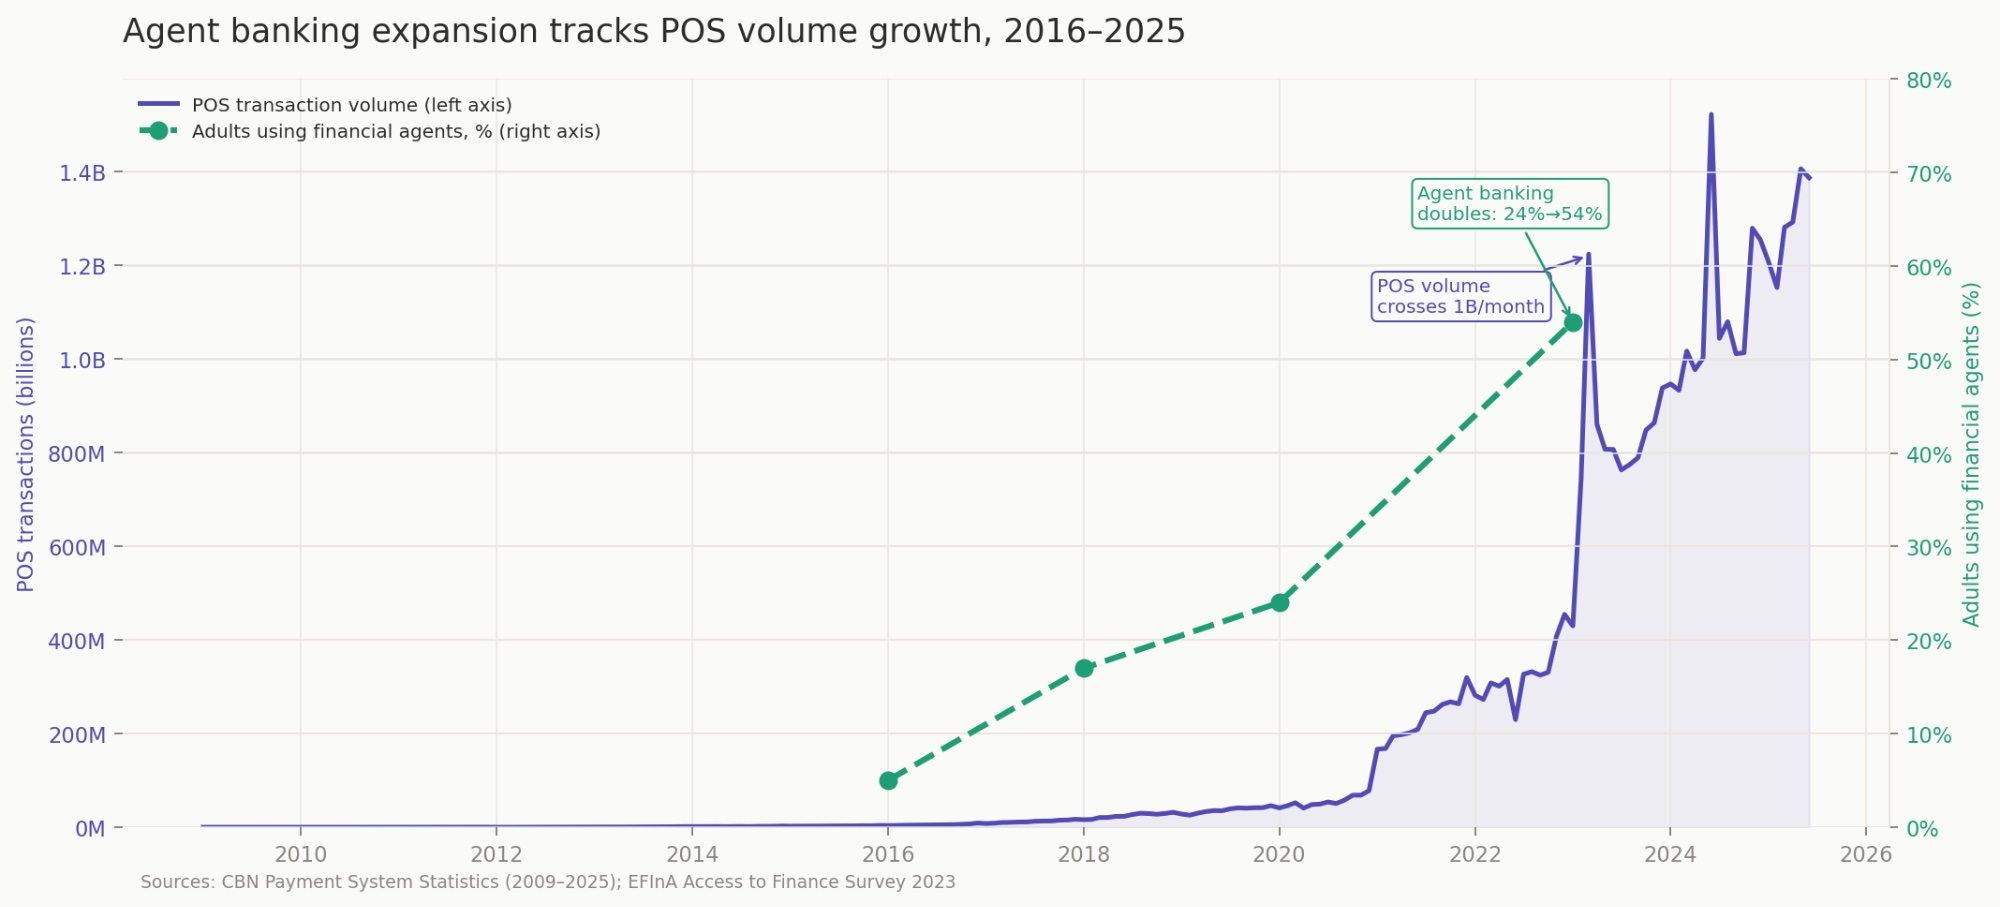 Agent banking expansion tracks POS volume growth, 2016–2025
POS transaction volume (left axis)
Adults using financial agents, % (right axis)
Agent banking
doubles: 24%→54%
POS volume
crosses 1B/month
POS transactions (billions)
1.4B
1.2B
1.0B
800M
600M
400M
200M
0M
80%
70%
60%
50%
40%
30%
20%
10%
0%
Adults using financial agents (%)
2010 2012 2014 2016 2018 2020 2022 2024 2026
Sources: CBN Payment System Statistics (2009–2025); EFInA Access to Finance Survey 2023